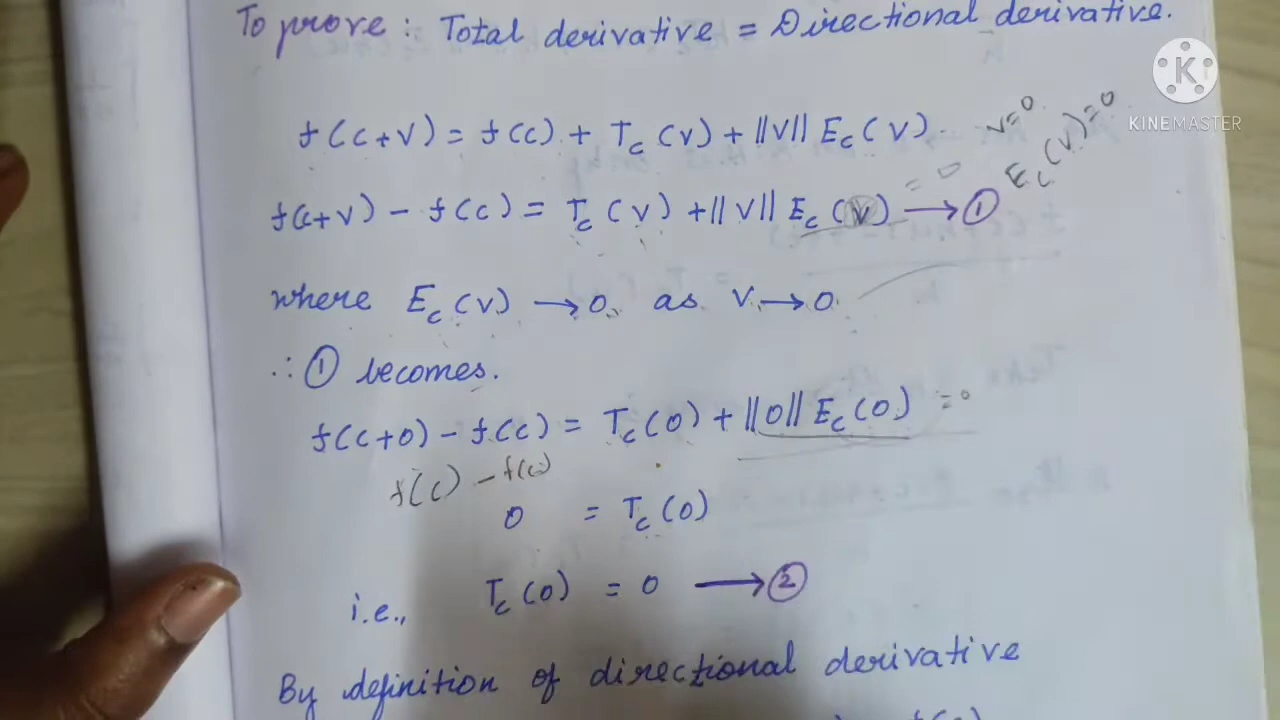 To prove: Total derivative = Directional derivative.
K
KINEMASTER
f(c+v) = f(c) + T_c(v) + ||v|| E_c(v). v=0 E_c(v)=0
f(c+v) - f(c) = T_c(v) + ||v|| E_c(v) → ① = 0
where E_c(v) → 0, as v → 0.
∴ ① becomes.
f(c+0) - f(c) = T_c(0) + ||0|| E_c(0) = 0
f(c) - f(c)
0 = T_c(0)
i.e., T_c(0) = 0 → ②
By definition of directional derivative